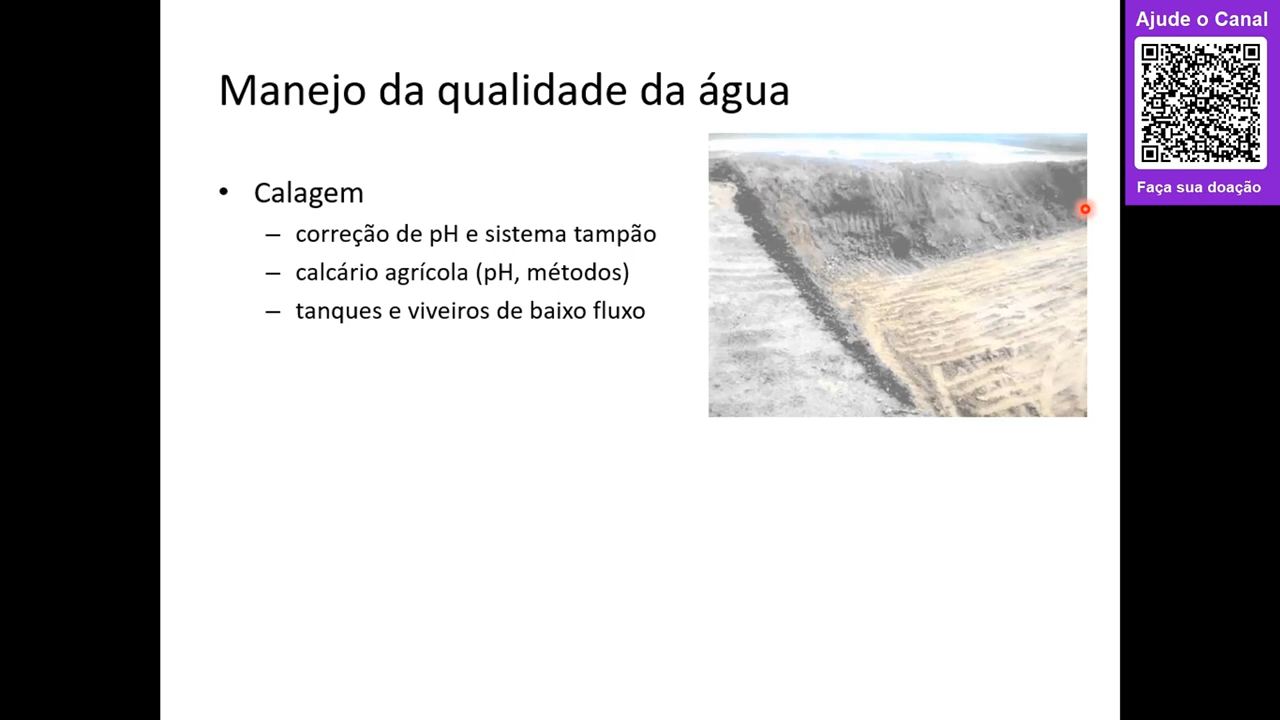 Manejo da qualidade da água
• Calagem
– correção de pH e sistema tampão
– calcário agrícola (pH, métodos)
– tanques e viveiros de baixo fluxo
Ajude o Canal
Faça sua doação